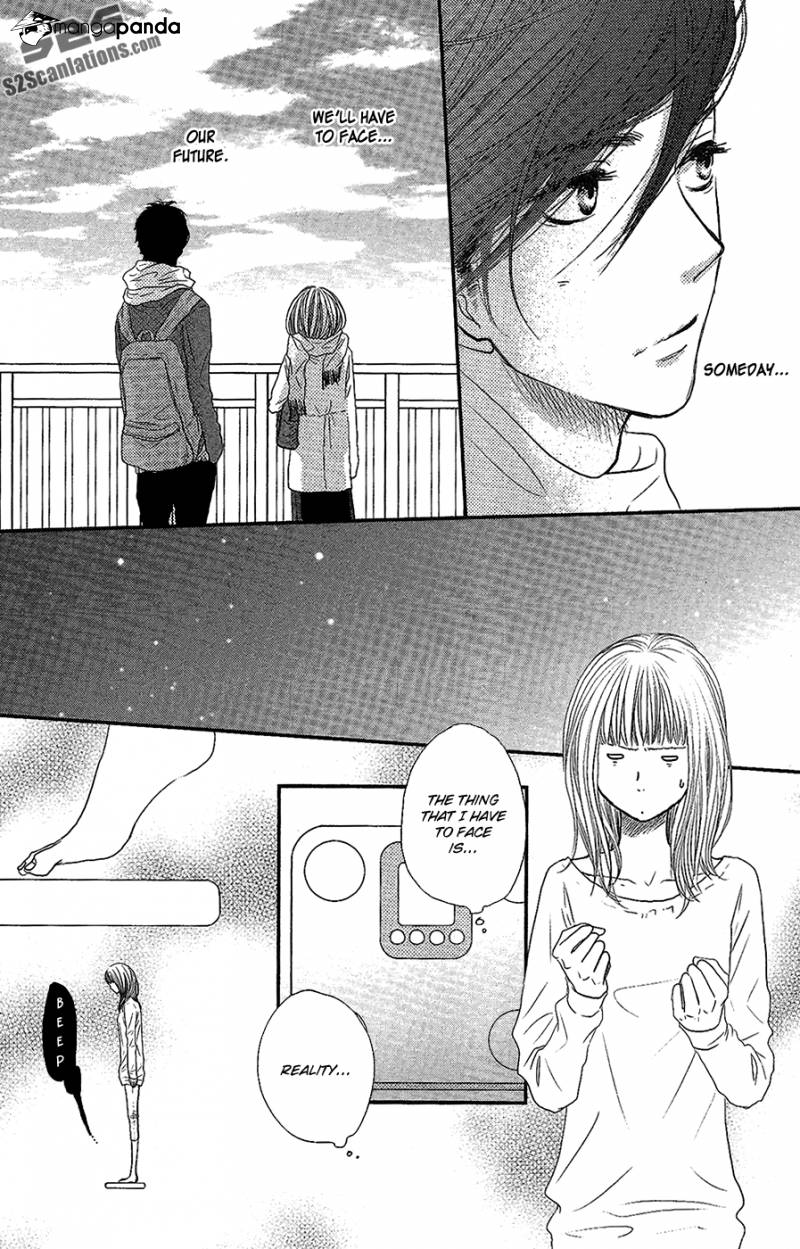 mangapanda
S2S
S2Scanlations.com
SOMEDAY...
WE'LL HAVE
TO FACE...
OUR
FUTURE.
THE THING
THAT I HAVE
TO FACE
IS...
REALITY...
BEEP